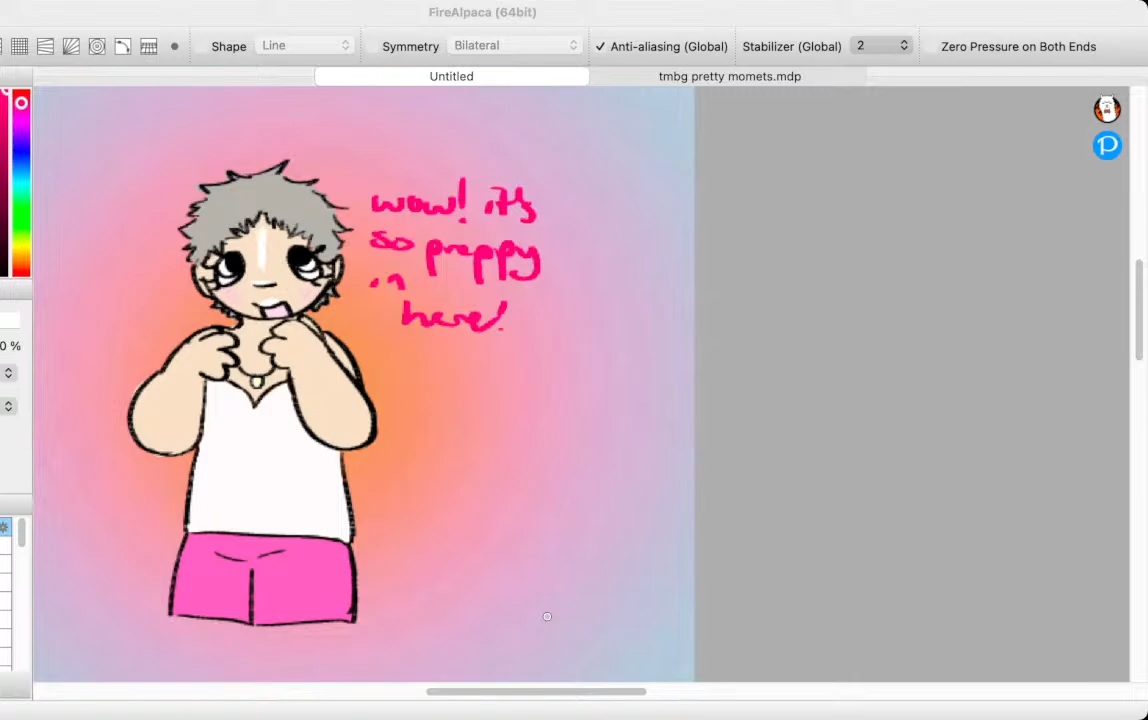 FireAlpaca (64bit)
Shape Line Symmetry Bilateral ✓ Anti-aliasing (Global) Stabilizer (Global) 2 Zero Pressure on Both Ends
Untitled tmbg pretty momets.mdp
wow! it's
so preppy
in
here!
0 %